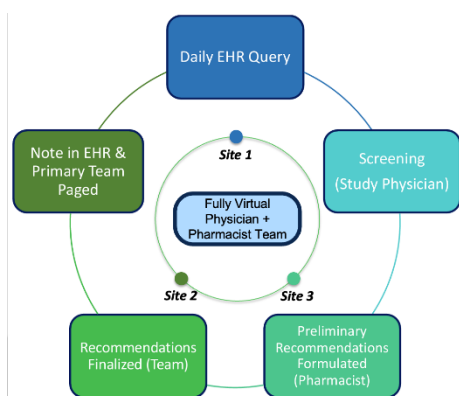 Daily EHR Query
Note in EHR &
Primary Team
Paged
Site 1
Screening
(Study Physician)
Fully Virtual
Physician +
Pharmacist Team
Site 2
Site 3
Recommendations
Finalized (Team)
Preliminary
Recommendations
Formulated
(Pharmacist)